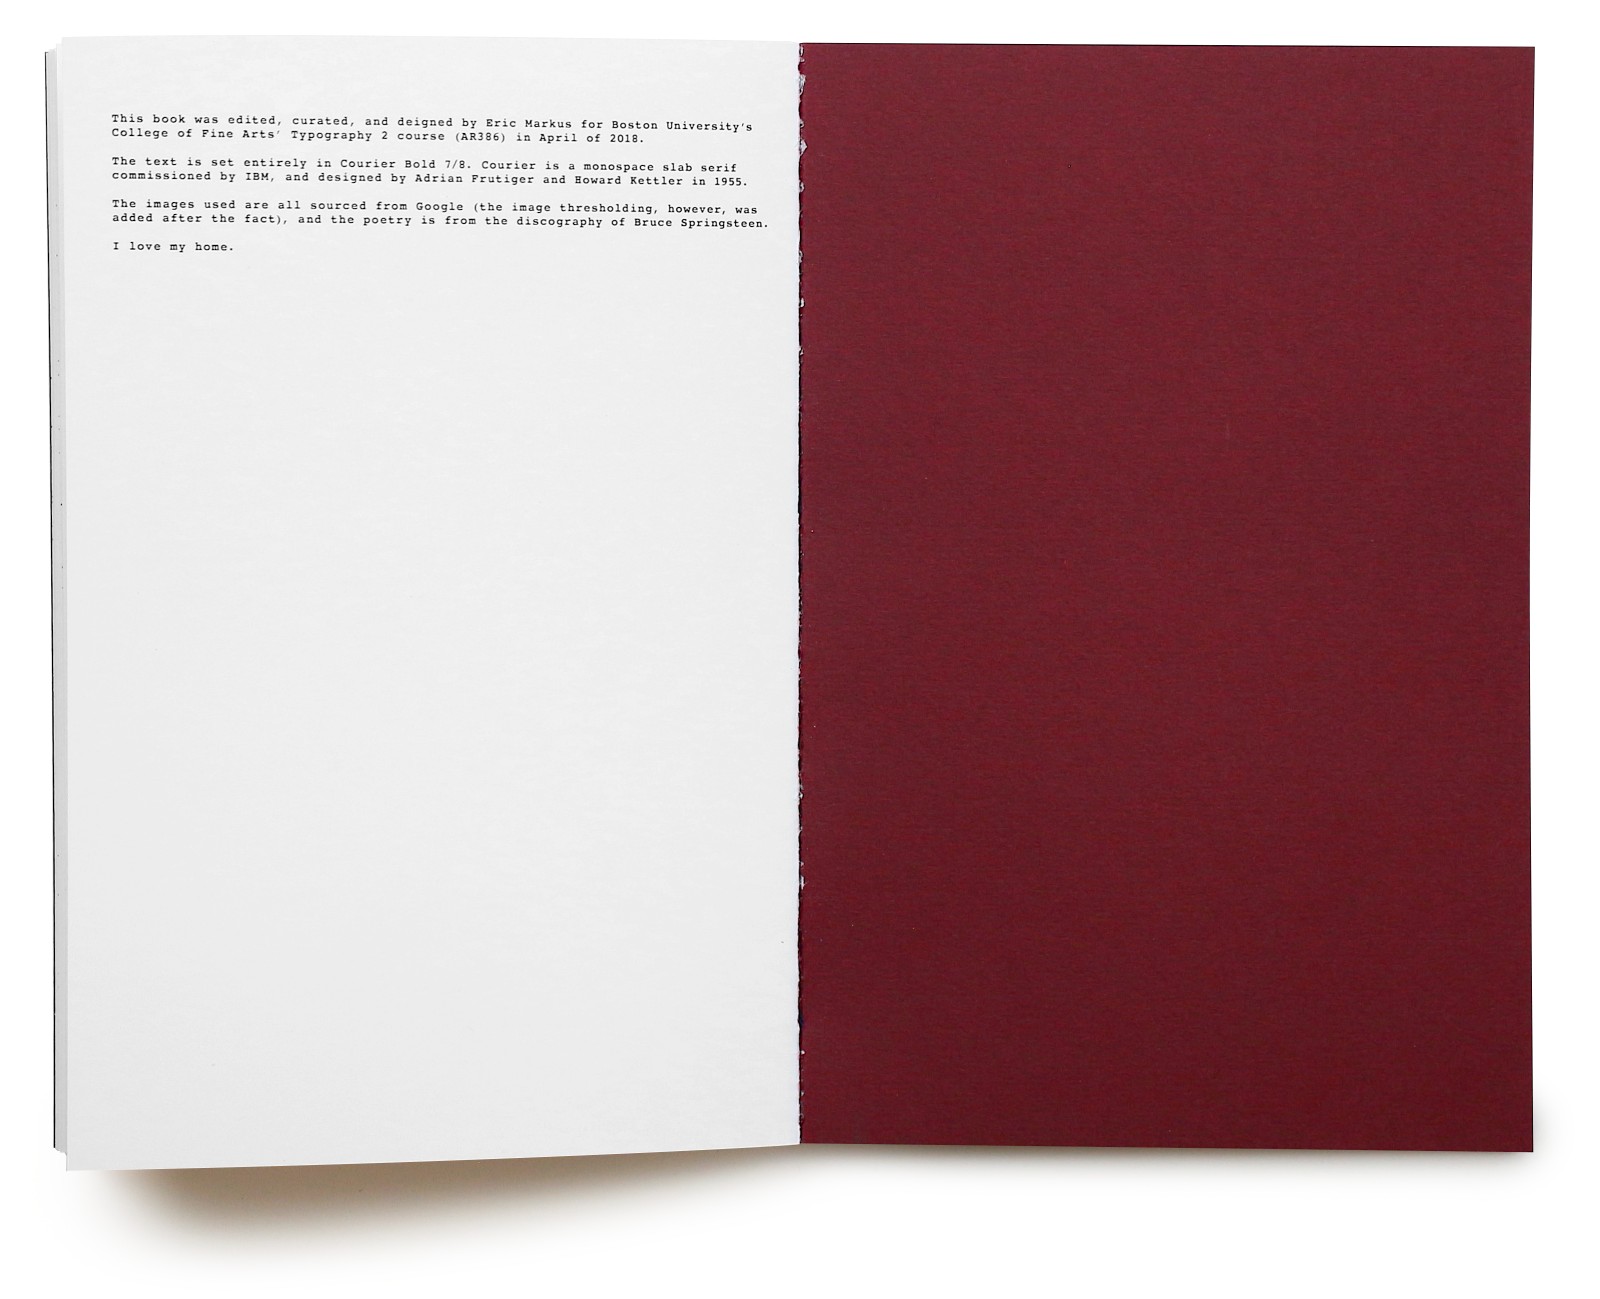 This book was edited, curated, and deigned by Eric Markus for Boston University's
College of Fine Arts' Typography 2 course (AR386) in April of 2018.
The text is set entirely in Courier Bold 7/8. Courier is a monospace slab serif
commissioned by IBM, and designed by Adrian Frutiger and Howard Kettler in 1955.
The images used are all sourced from Google (the image thresholding, however, was
added after the fact), and the poetry is from the discography of Bruce Springsteen.
I love my home.